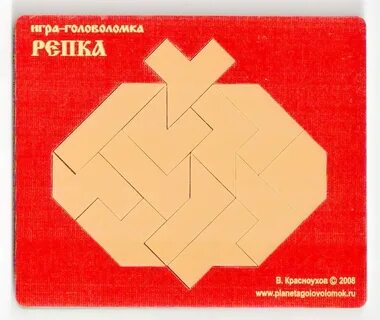 игра-головоломка
РЕПКА
В. Красноухов © 2008
www.planetagolovolomok.ru